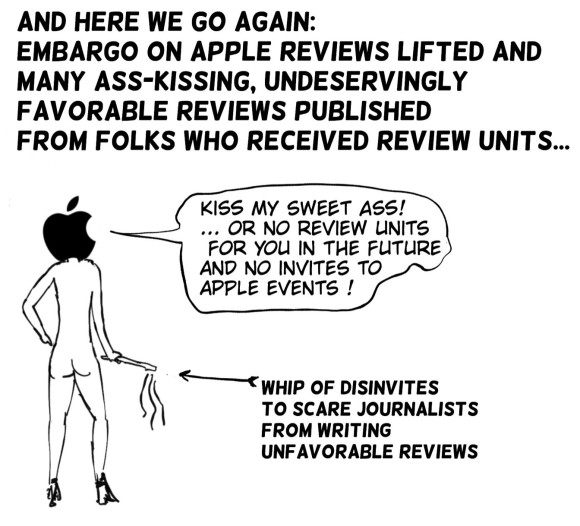 AND HERE WE GO AGAIN:
EMBARGO ON APPLE REVIEWS LIFTED AND
MANY ASS-KISSING, UNDESERVINGLY
FAVORABLE REVIEWS PUBLISHED
FROM FOLKS WHO RECEIVED REVIEW UNITS...
KISS MY SWEET ASS!
... OR NO REVIEW UNITS
FOR YOU IN THE FUTURE
AND NO INVITES TO
APPLE EVENTS !
WHIP OF DISINVITES
TO SCARE JOURNALISTS
FROM WRITING
UNFAVORABLE REVIEWS